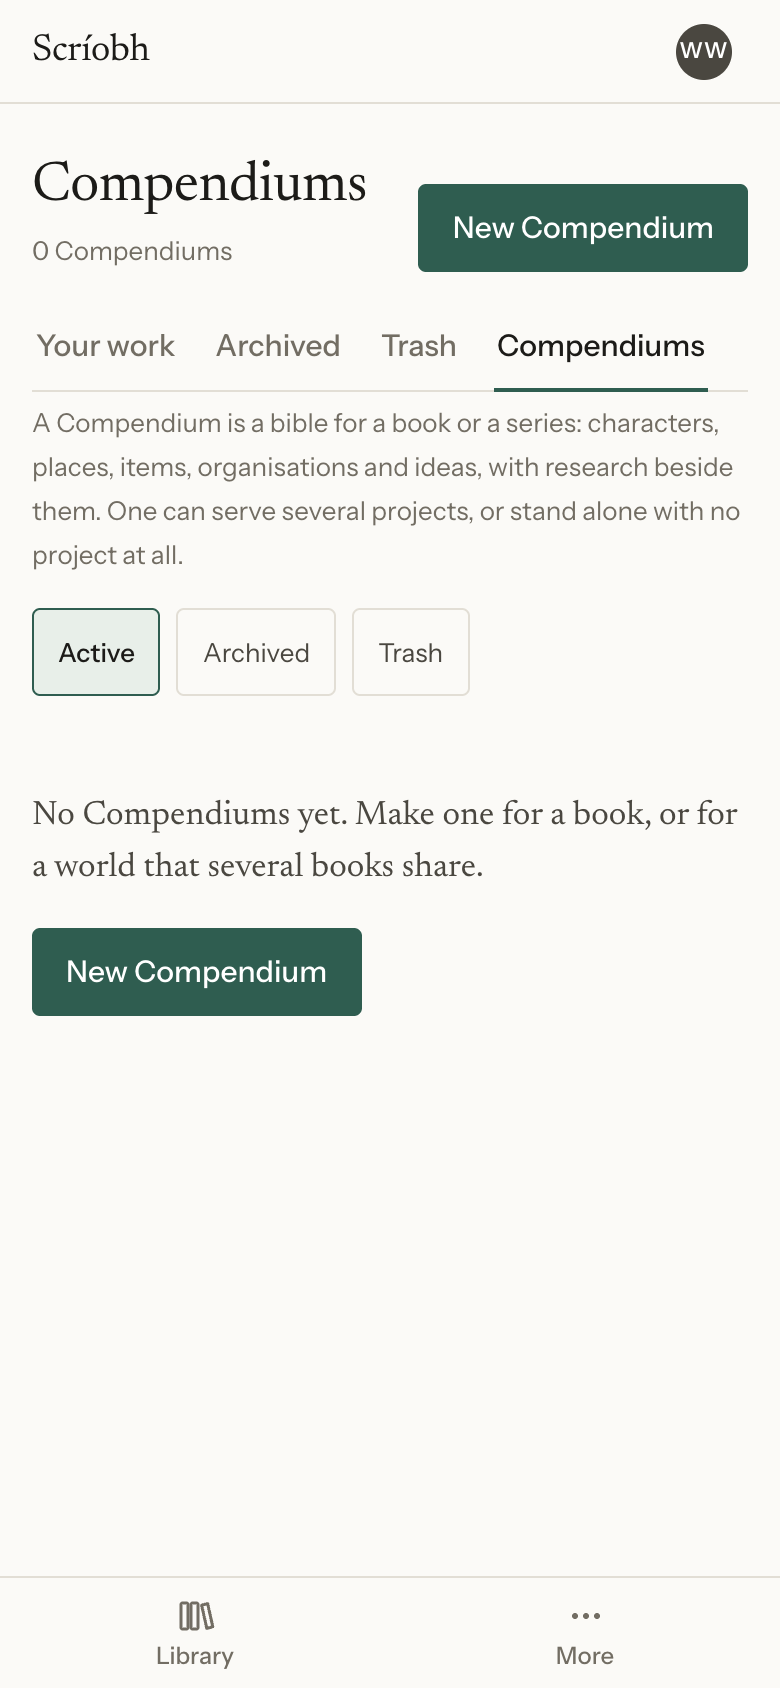 Scríobh
WW
Compendiums
0 Compendiums
New Compendium
Your work
Archived
Trash
Compendiums
A Compendium is a bible for a book or a series: characters,
places, items, organisations and ideas, with research beside
them. One can serve several projects, or stand alone with no
project at all.
Active
Archived
Trash
No Compendiums yet. Make one for a book, or for
a world that several books share.
New Compendium
Library
More